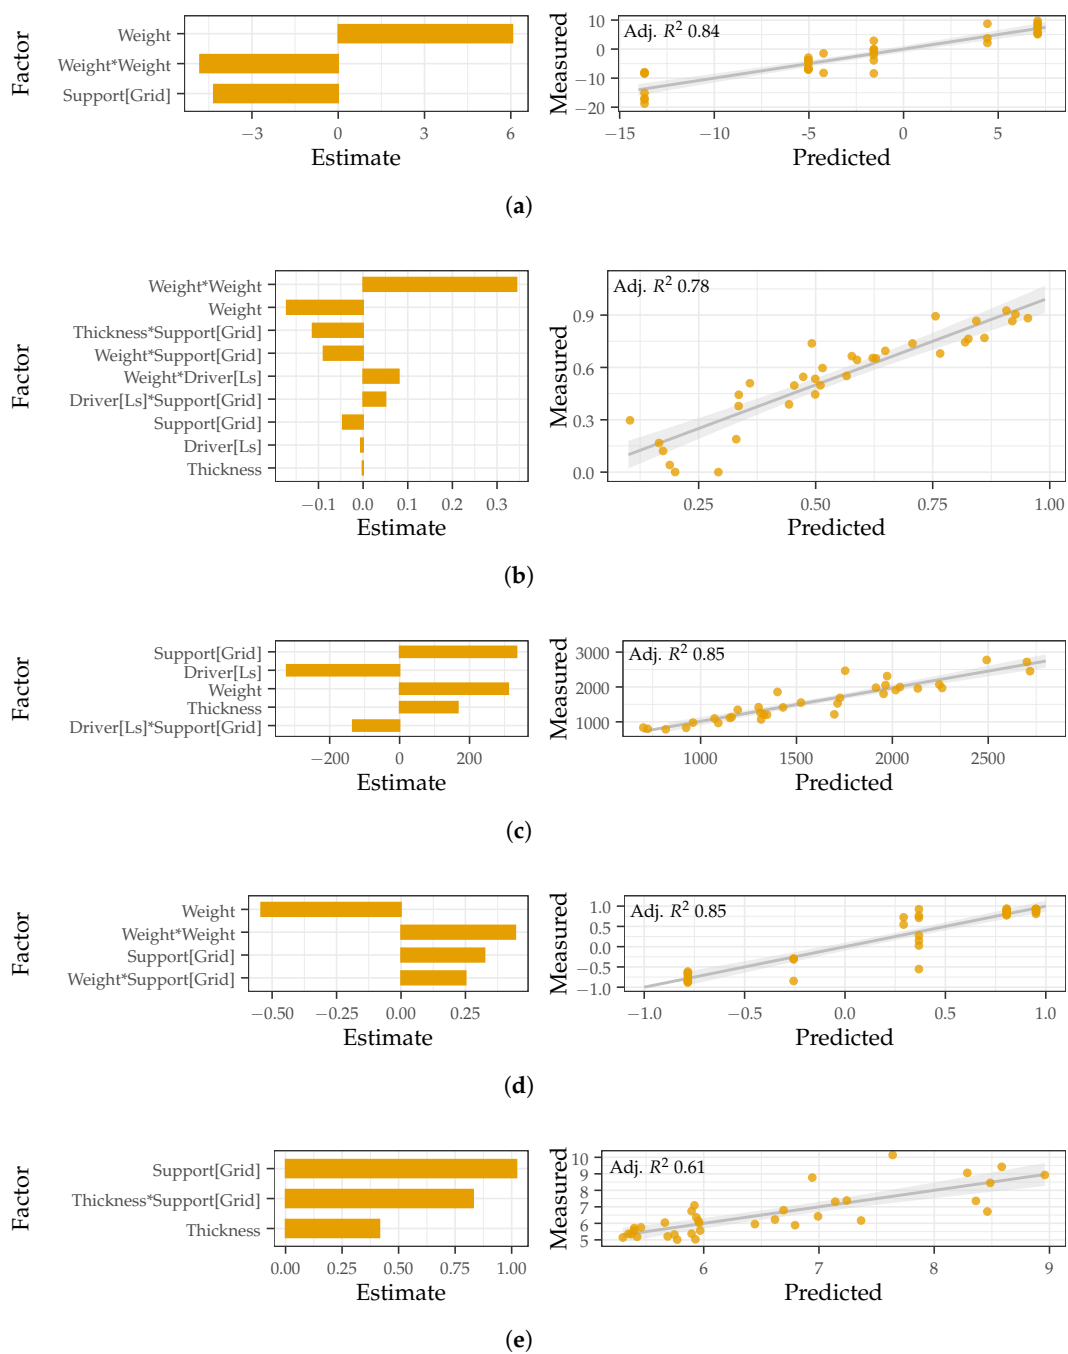 Factor
Weight
Weight*Weight
Support[Grid]
−3 0 3 6
Estimate
Measured
10
0
−10
−20
Adj. R² 0.84
−15 −10 -5 0 5
Predicted
(a)
Factor
Weight*Weight
Weight
Thickness*Support[Grid]
Weight*Support[Grid]
Weight*Driver[Ls]
Driver[Ls]*Support[Grid]
Support[Grid]
Driver[Ls]
Thickness
−0.1 0.0 0.1 0.2 0.3
Estimate
Measured
0.9
0.6
0.3
0.0
Adj. R² 0.78
0.25 0.50 0.75 1.00
Predicted
(b)
Factor
Support[Grid]
Driver[Ls]
Weight
Thickness
Driver[Ls]*Support[Grid]
−200 0 200
Estimate
Measured
3000
2000
1000
Adj. R² 0.85
1000 1500 2000 2500
Predicted
(c)
Factor
Weight
Weight*Weight
Support[Grid]
Weight*Support[Grid]
−0.50 −0.25 0.00 0.25
Estimate
Measured
1.0
0.5
0.0
−0.5
−1.0
Adj. R² 0.85
−1.0 −0.5 0.0 0.5 1.0
Predicted
(d)
Factor
Support[Grid]
Thickness*Support[Grid]
Thickness
0.00 0.25 0.50 0.75 1.00
Estimate
Measured
10
9
8
7
6
5
Adj. R² 0.61
6 7 8 9
Predicted
(e)